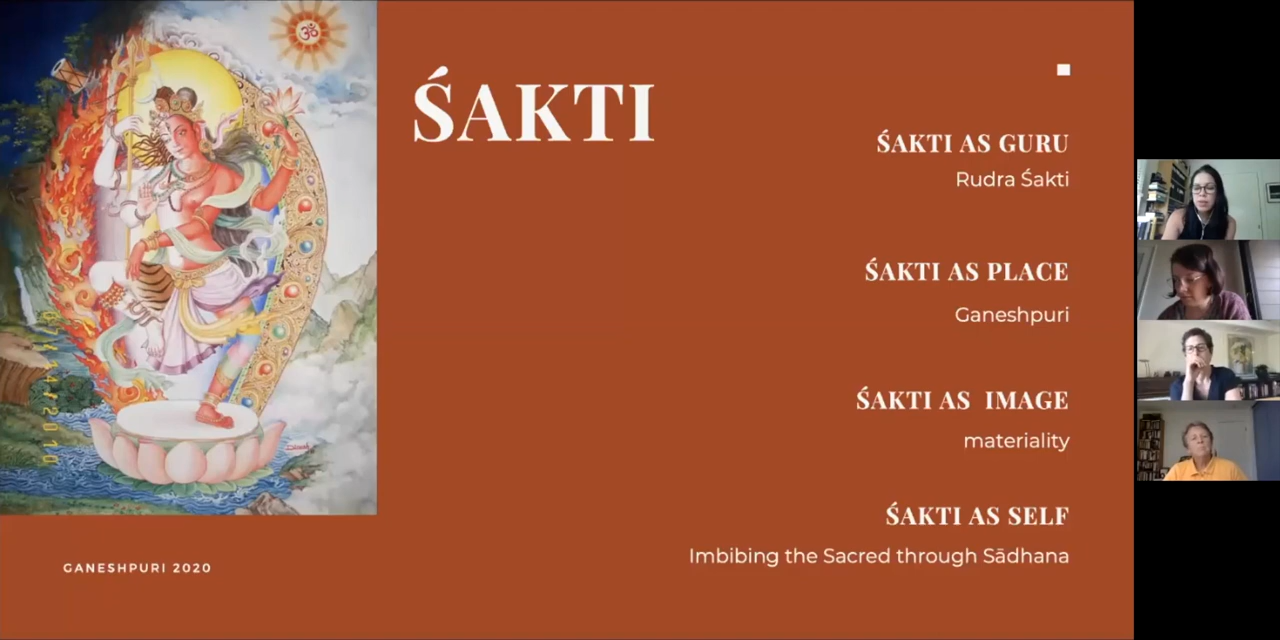 ŚAKTI
ŚAKTI AS GURU
Rudra Śakti
ŚAKTI AS PLACE
Ganeshpuri
ŚAKTI AS IMAGE
materiality
ŚAKTI AS SELF
Imbibing the Sacred through Sādhana
ॐ
GANESHPURI 2020